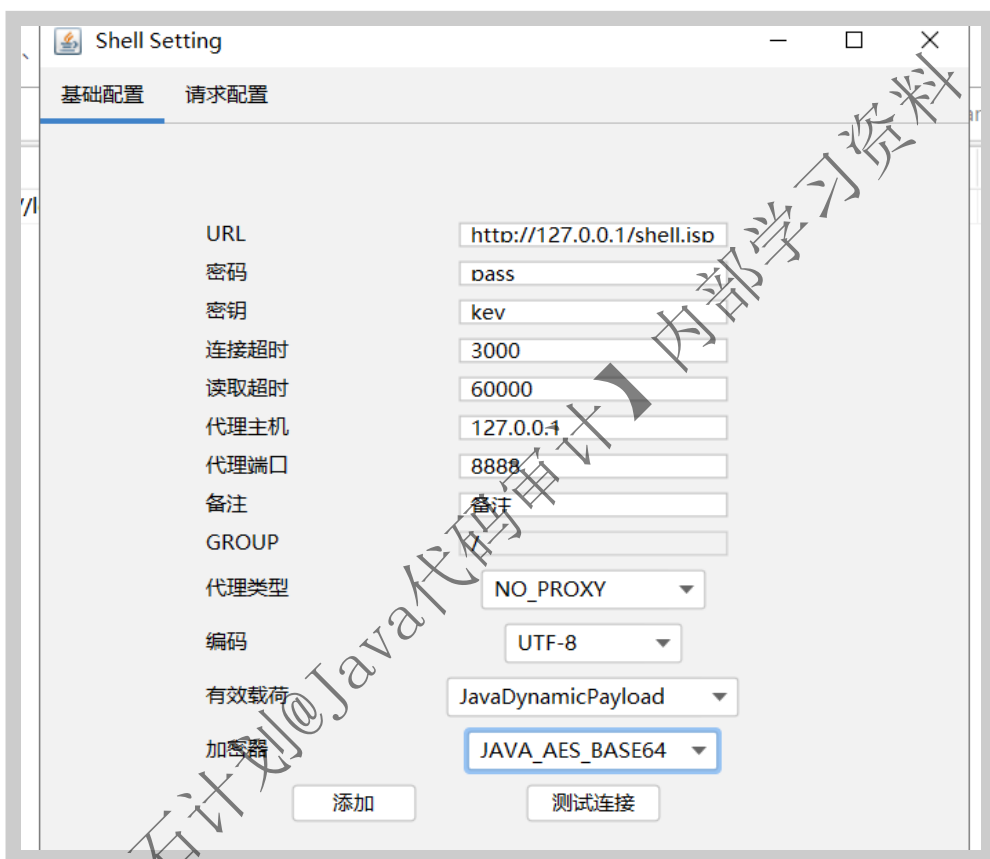 Shell Setting
基础配置 请求配置
URL http://127.0.0.1/shell.jsp
密码 pass
密钥 key
连接超时 3000
读取超时 60000
代理主机 127.0.0.1
代理端口 8888
备注 备注
GROUP /
代理类型 NO_PROXY
编码 UTF-8
有效载荷 JavaDynamicPayload
加密器 JAVA_AES_BASE64
添加 测试连接
石计划@Java代码审计】内部学习资料